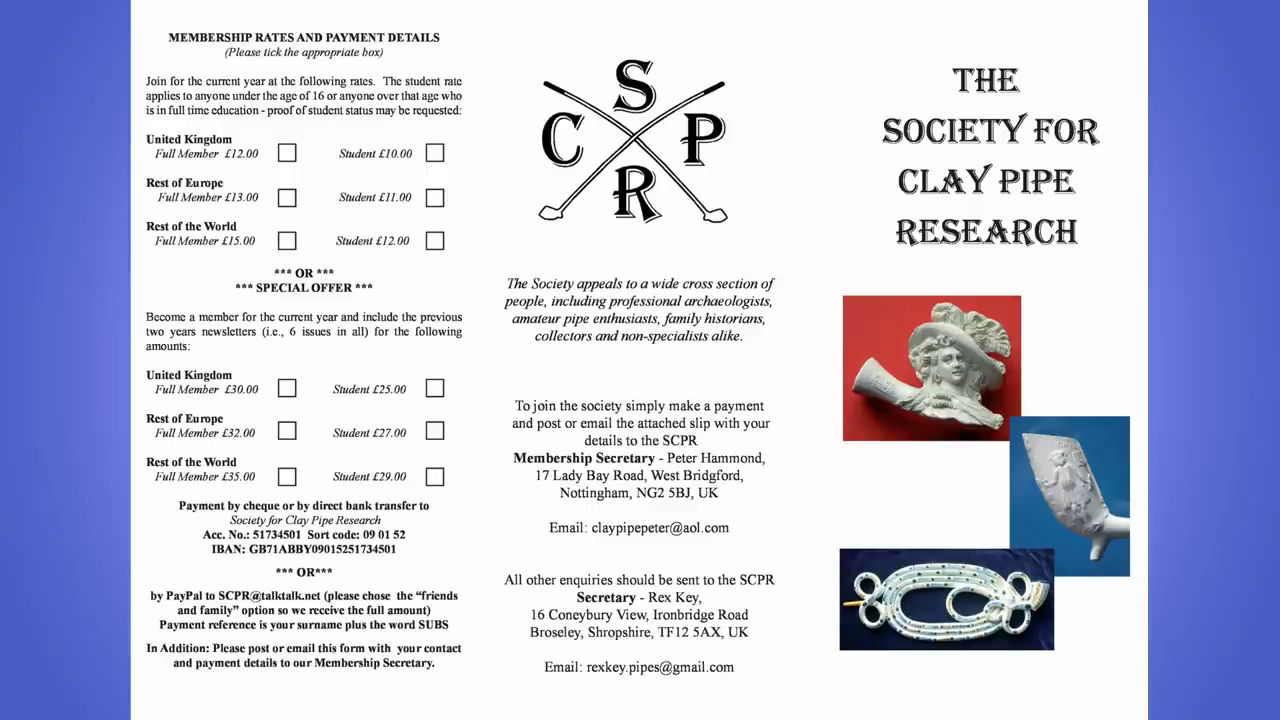 MEMBERSHIP RATES AND PAYMENT DETAILS
(Please tick the appropriate box)
Join for the current year at the following rates. The student rate
applies to anyone under the age of 16 or anyone over that age who
is in full time education - proof of student status may be requested:
United Kingdom
Full Member £12.00 Student £10.00
Rest of Europe
Full Member £13.00 Student £11.00
Rest of the World
Full Member £15.00 Student £12.00
*** OR ***
*** SPECIAL OFFER ***
Become a member for the current year and include the previous
two years newsletters (i.e., 6 issues in all) for the following
amounts:
United Kingdom
Full Member £30.00 Student £25.00
Rest of Europe
Full Member £32.00 Student £27.00
Rest of the World
Full Member £35.00 Student £29.00
Payment by cheque or by direct bank transfer to
Society for Clay Pipe Research
Acc. No.: 51734501 Sort code: 09 01 52
IBAN: GB71ABBY09015251734501
*** OR***
by PayPal to SCPR@talktalk.net (please chose the “friends
and family” option so we receive the full amount)
Payment reference is your surname plus the word SUBS
In Addition: Please post or email this form with your contact
and payment details to our Membership Secretary.
S
C P
R
The Society appeals to a wide cross section of
people, including professional archaeologists,
amateur pipe enthusiasts, family historians,
collectors and non-specialists alike.
To join the society simply make a payment
and post or email the attached slip with your
details to the SCPR
Membership Secretary - Peter Hammond,
17 Lady Bay Road, West Bridgford,
Nottingham, NG2 5BJ, UK
Email: claypipepeter@aol.com
All other enquiries should be sent to the SCPR
Secretary - Rex Key,
16 Coneybury View, Ironbridge Road
Broseley, Shropshire, TF12 5AX, UK
Email: rexkey.pipes@gmail.com
THE
SOCIETY FOR
CLAY PIPE
RESEARCH